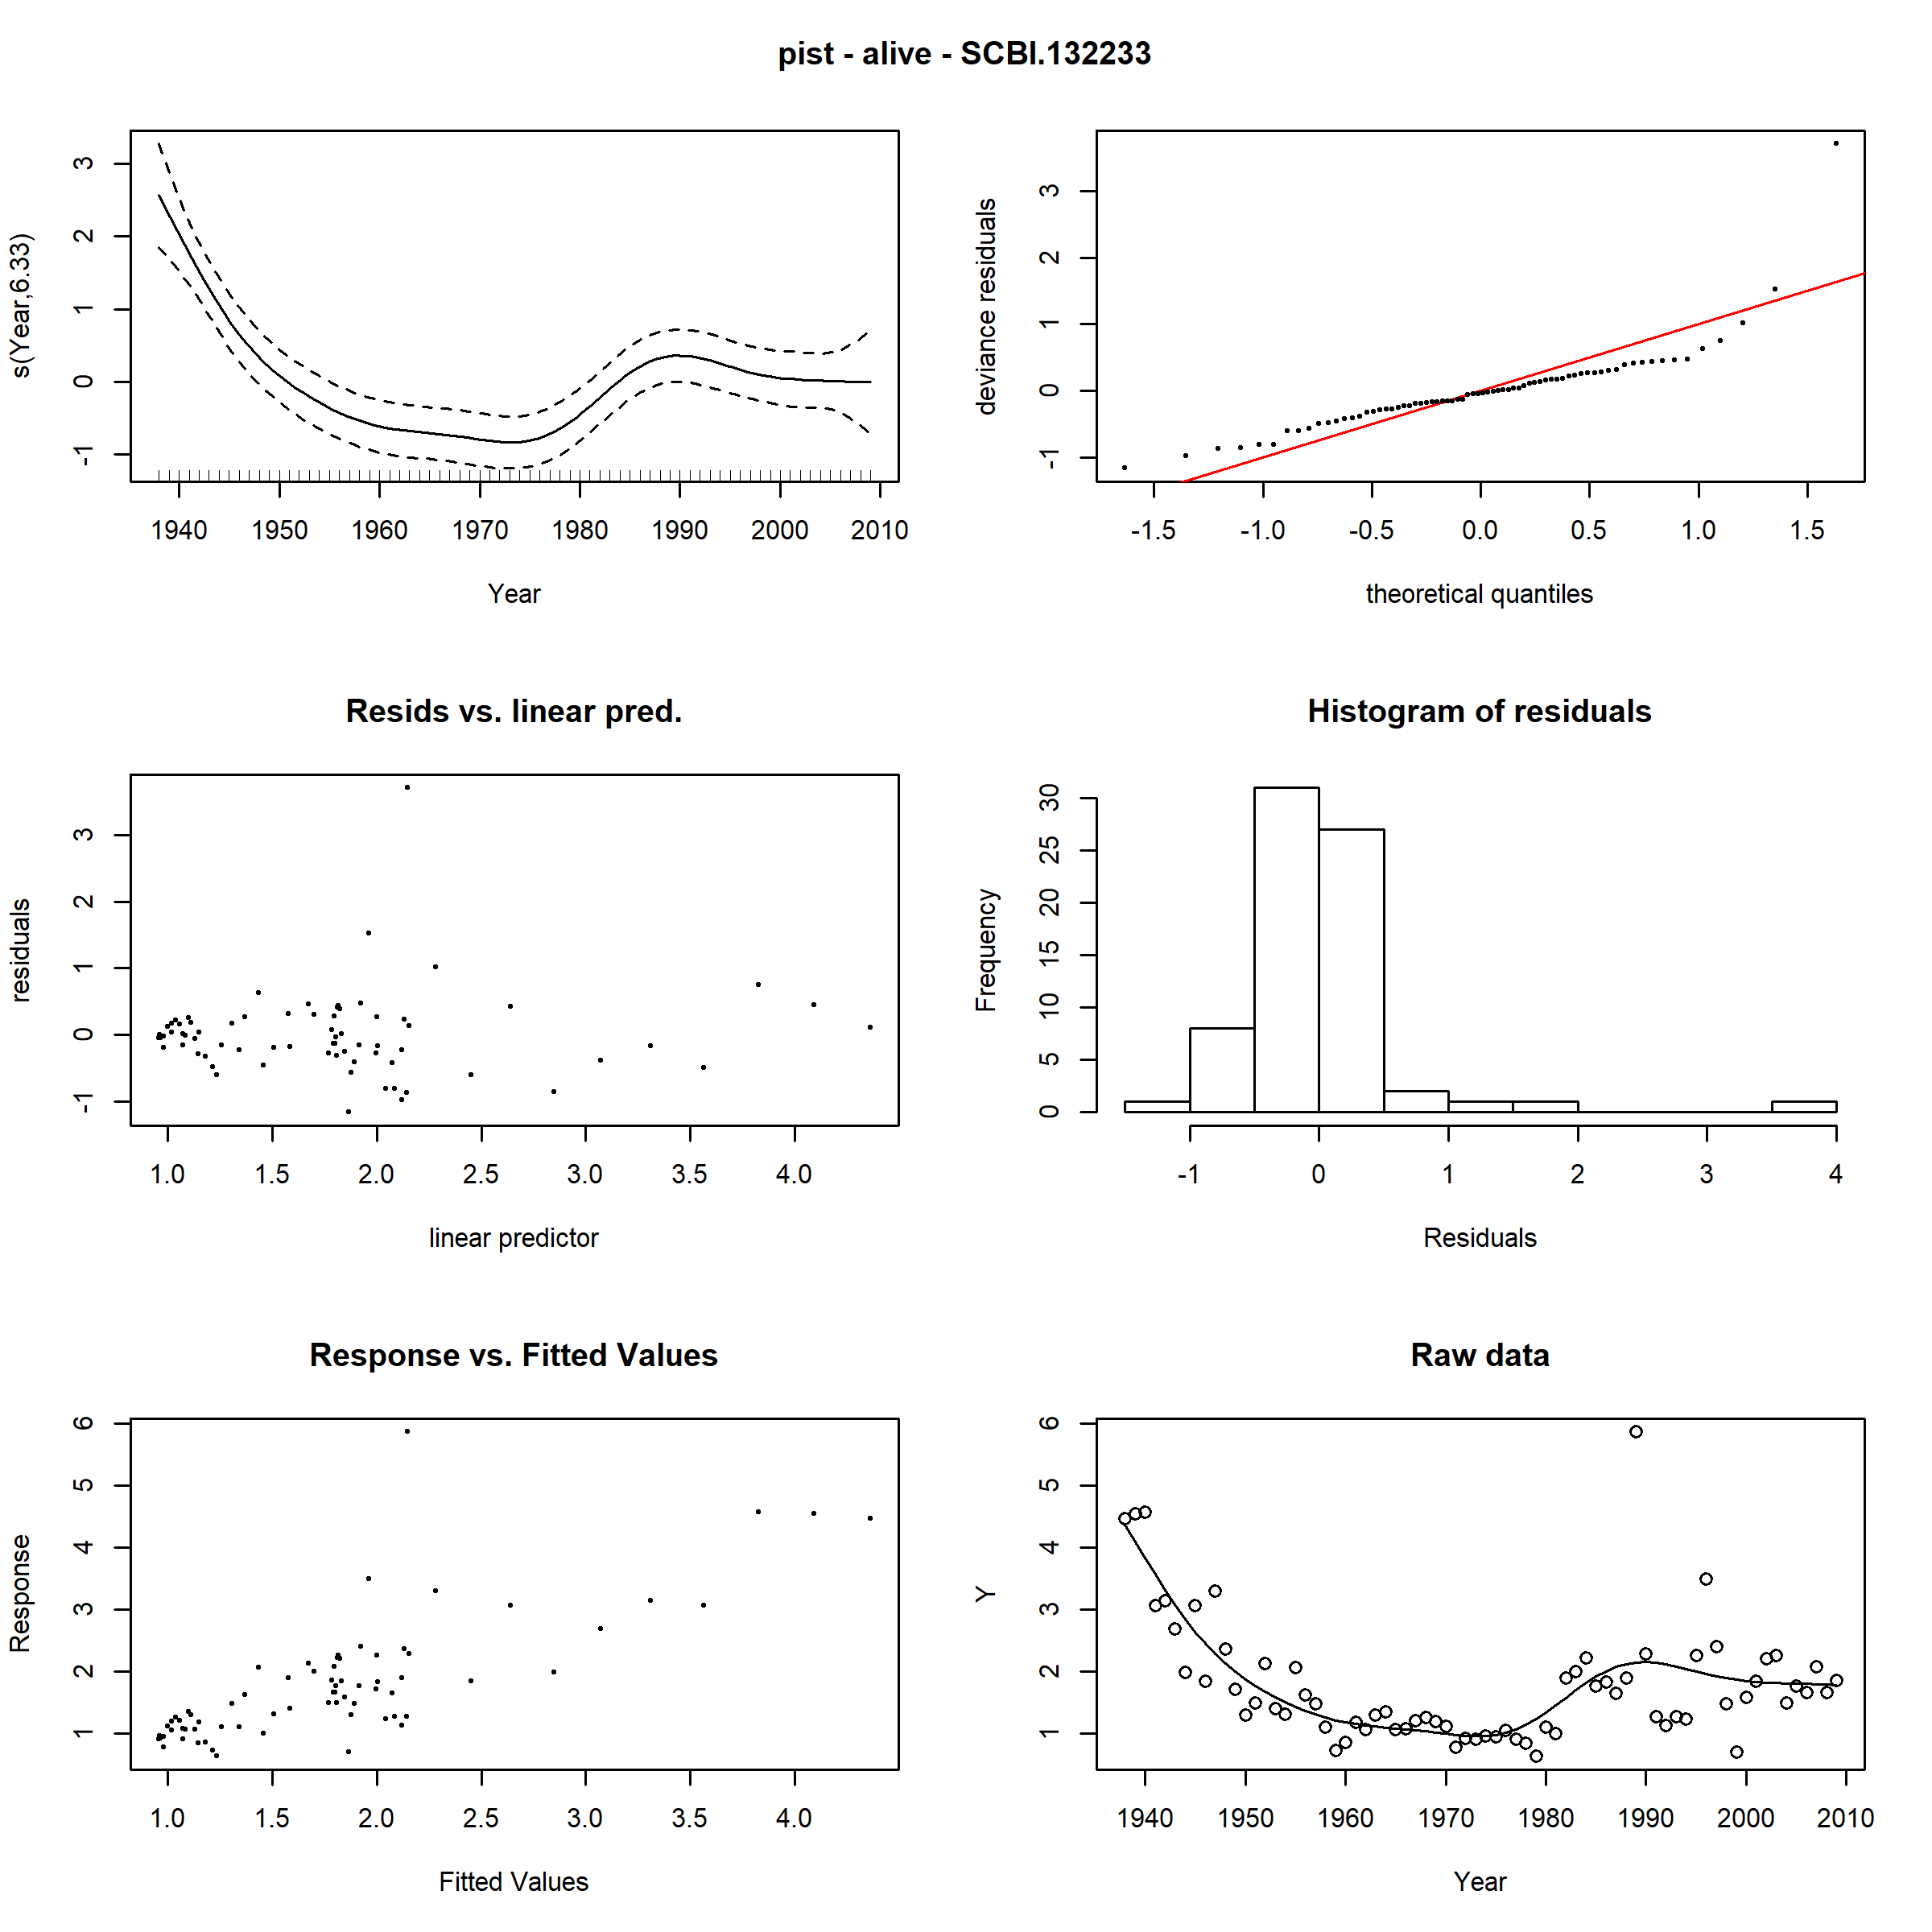 pist - alive - SCBI.132233
s(Year,6.33)
3
2
1
0
-1
1940 1950 1960 1970 1980 1990 2000 2010
Year
deviance residuals
3
2
1
0
-1
-1.5 -1.0 -0.5 0.0 0.5 1.0 1.5
theoretical quantiles
Resids vs. linear pred.
residuals
3
2
1
0
-1
1.0 1.5 2.0 2.5 3.0 3.5 4.0
linear predictor
Histogram of residuals
Frequency
30
25
20
15
10
5
0
-1 0 1 2 3 4
Residuals
Response vs. Fitted Values
Response
6
5
4
3
2
1
1.0 1.5 2.0 2.5 3.0 3.5 4.0
Fitted Values
Raw data
Y
6
5
4
3
2
1
1940 1950 1960 1970 1980 1990 2000 2010
Year